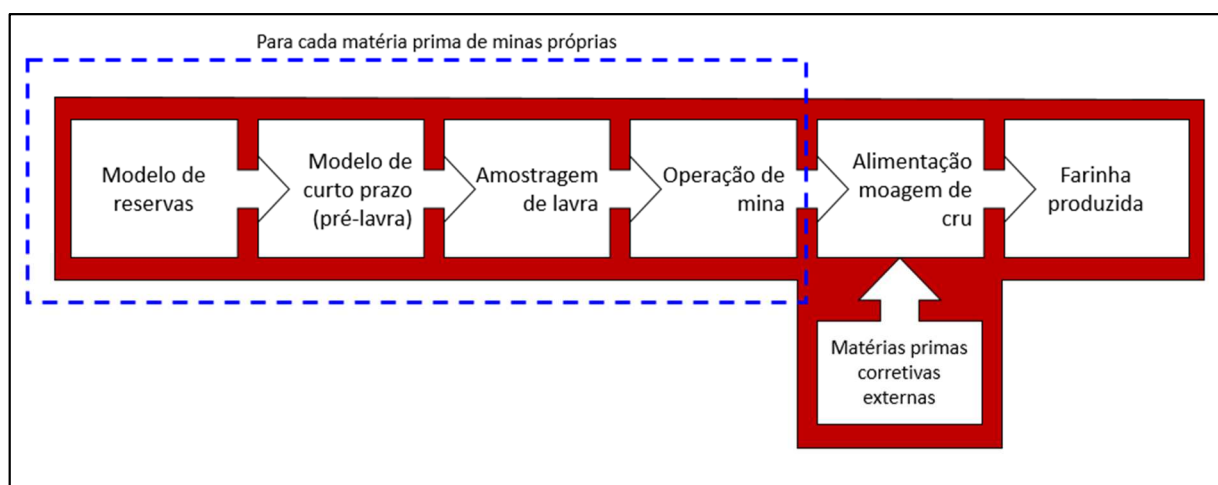 Para cada matéria prima de minas próprias
Modelo de
reservas
Modelo de
curto prazo
(pré-lavra)
Amostragem
de lavra
Operação de
mina
Alimentação
moagem de
cru
Farinha
produzida
Matérias primas
corretivas
externas